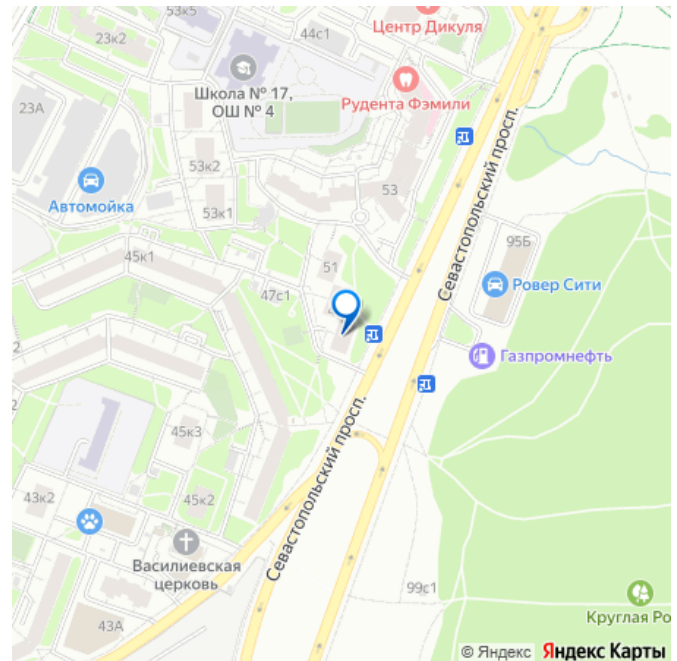 53к5
44с1
Центр Дикуля
23к2
Школа № 17,
ОШ № 4
Рудента Фэмили
23А
53к2
53
Автомойка
53к1
Севастопольский просп.
95Б
45к1
51
47с1
Ровер Сити
Газпромнефть
Севастопольский просп.
45к3
43к2
45к2
Василиевская
церковь
99с1
43А
Круглая Ро
© Яндекс Яндекс Карты